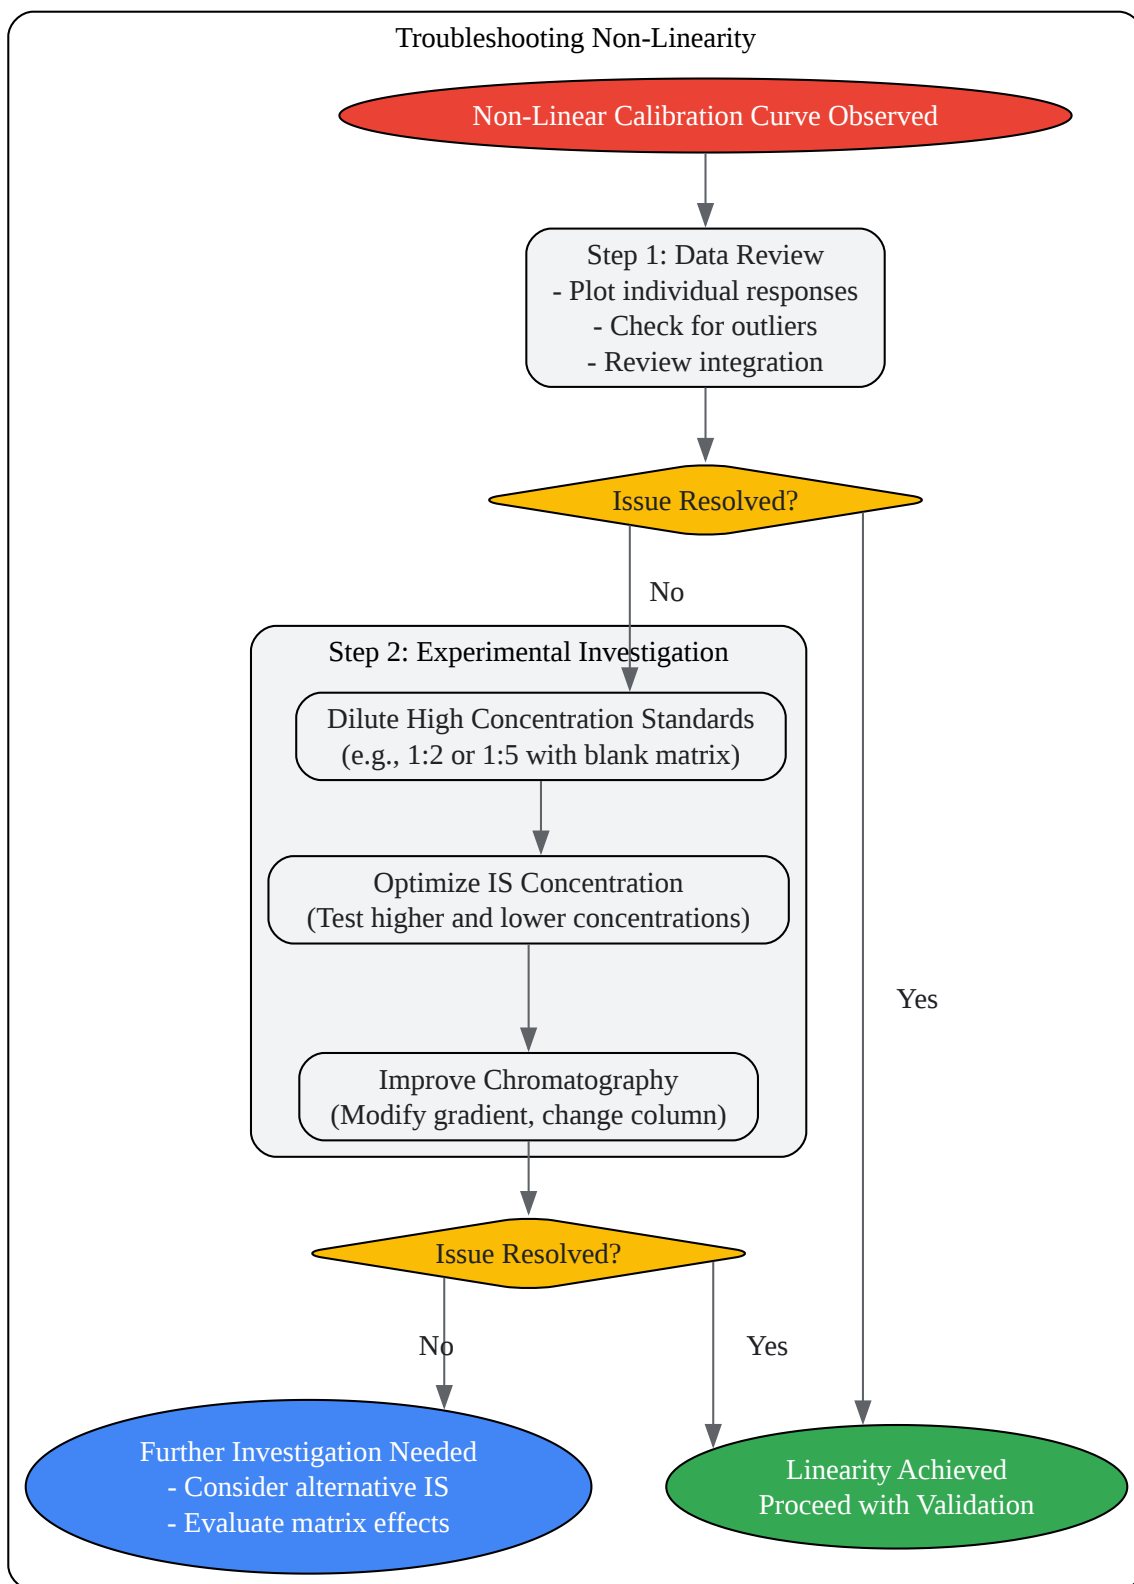 Troubleshooting Non-Linearity
Non-Linear Calibration Curve Observed
Step 1: Data Review
- Plot individual responses
- Check for outliers
- Review integration
Issue Resolved?
No
Step 2: Experimental Investigation
Dilute High Concentration Standards
(e.g., 1:2 or 1:5 with blank matrix)
Optimize IS Concentration
(Test higher and lower concentrations)
Yes
Improve Chromatography
(Modify gradient, change column)
Issue Resolved?
No
Yes
Further Investigation Needed
- Consider alternative IS
- Evaluate matrix effects
Linearity Achieved
Proceed with Validation